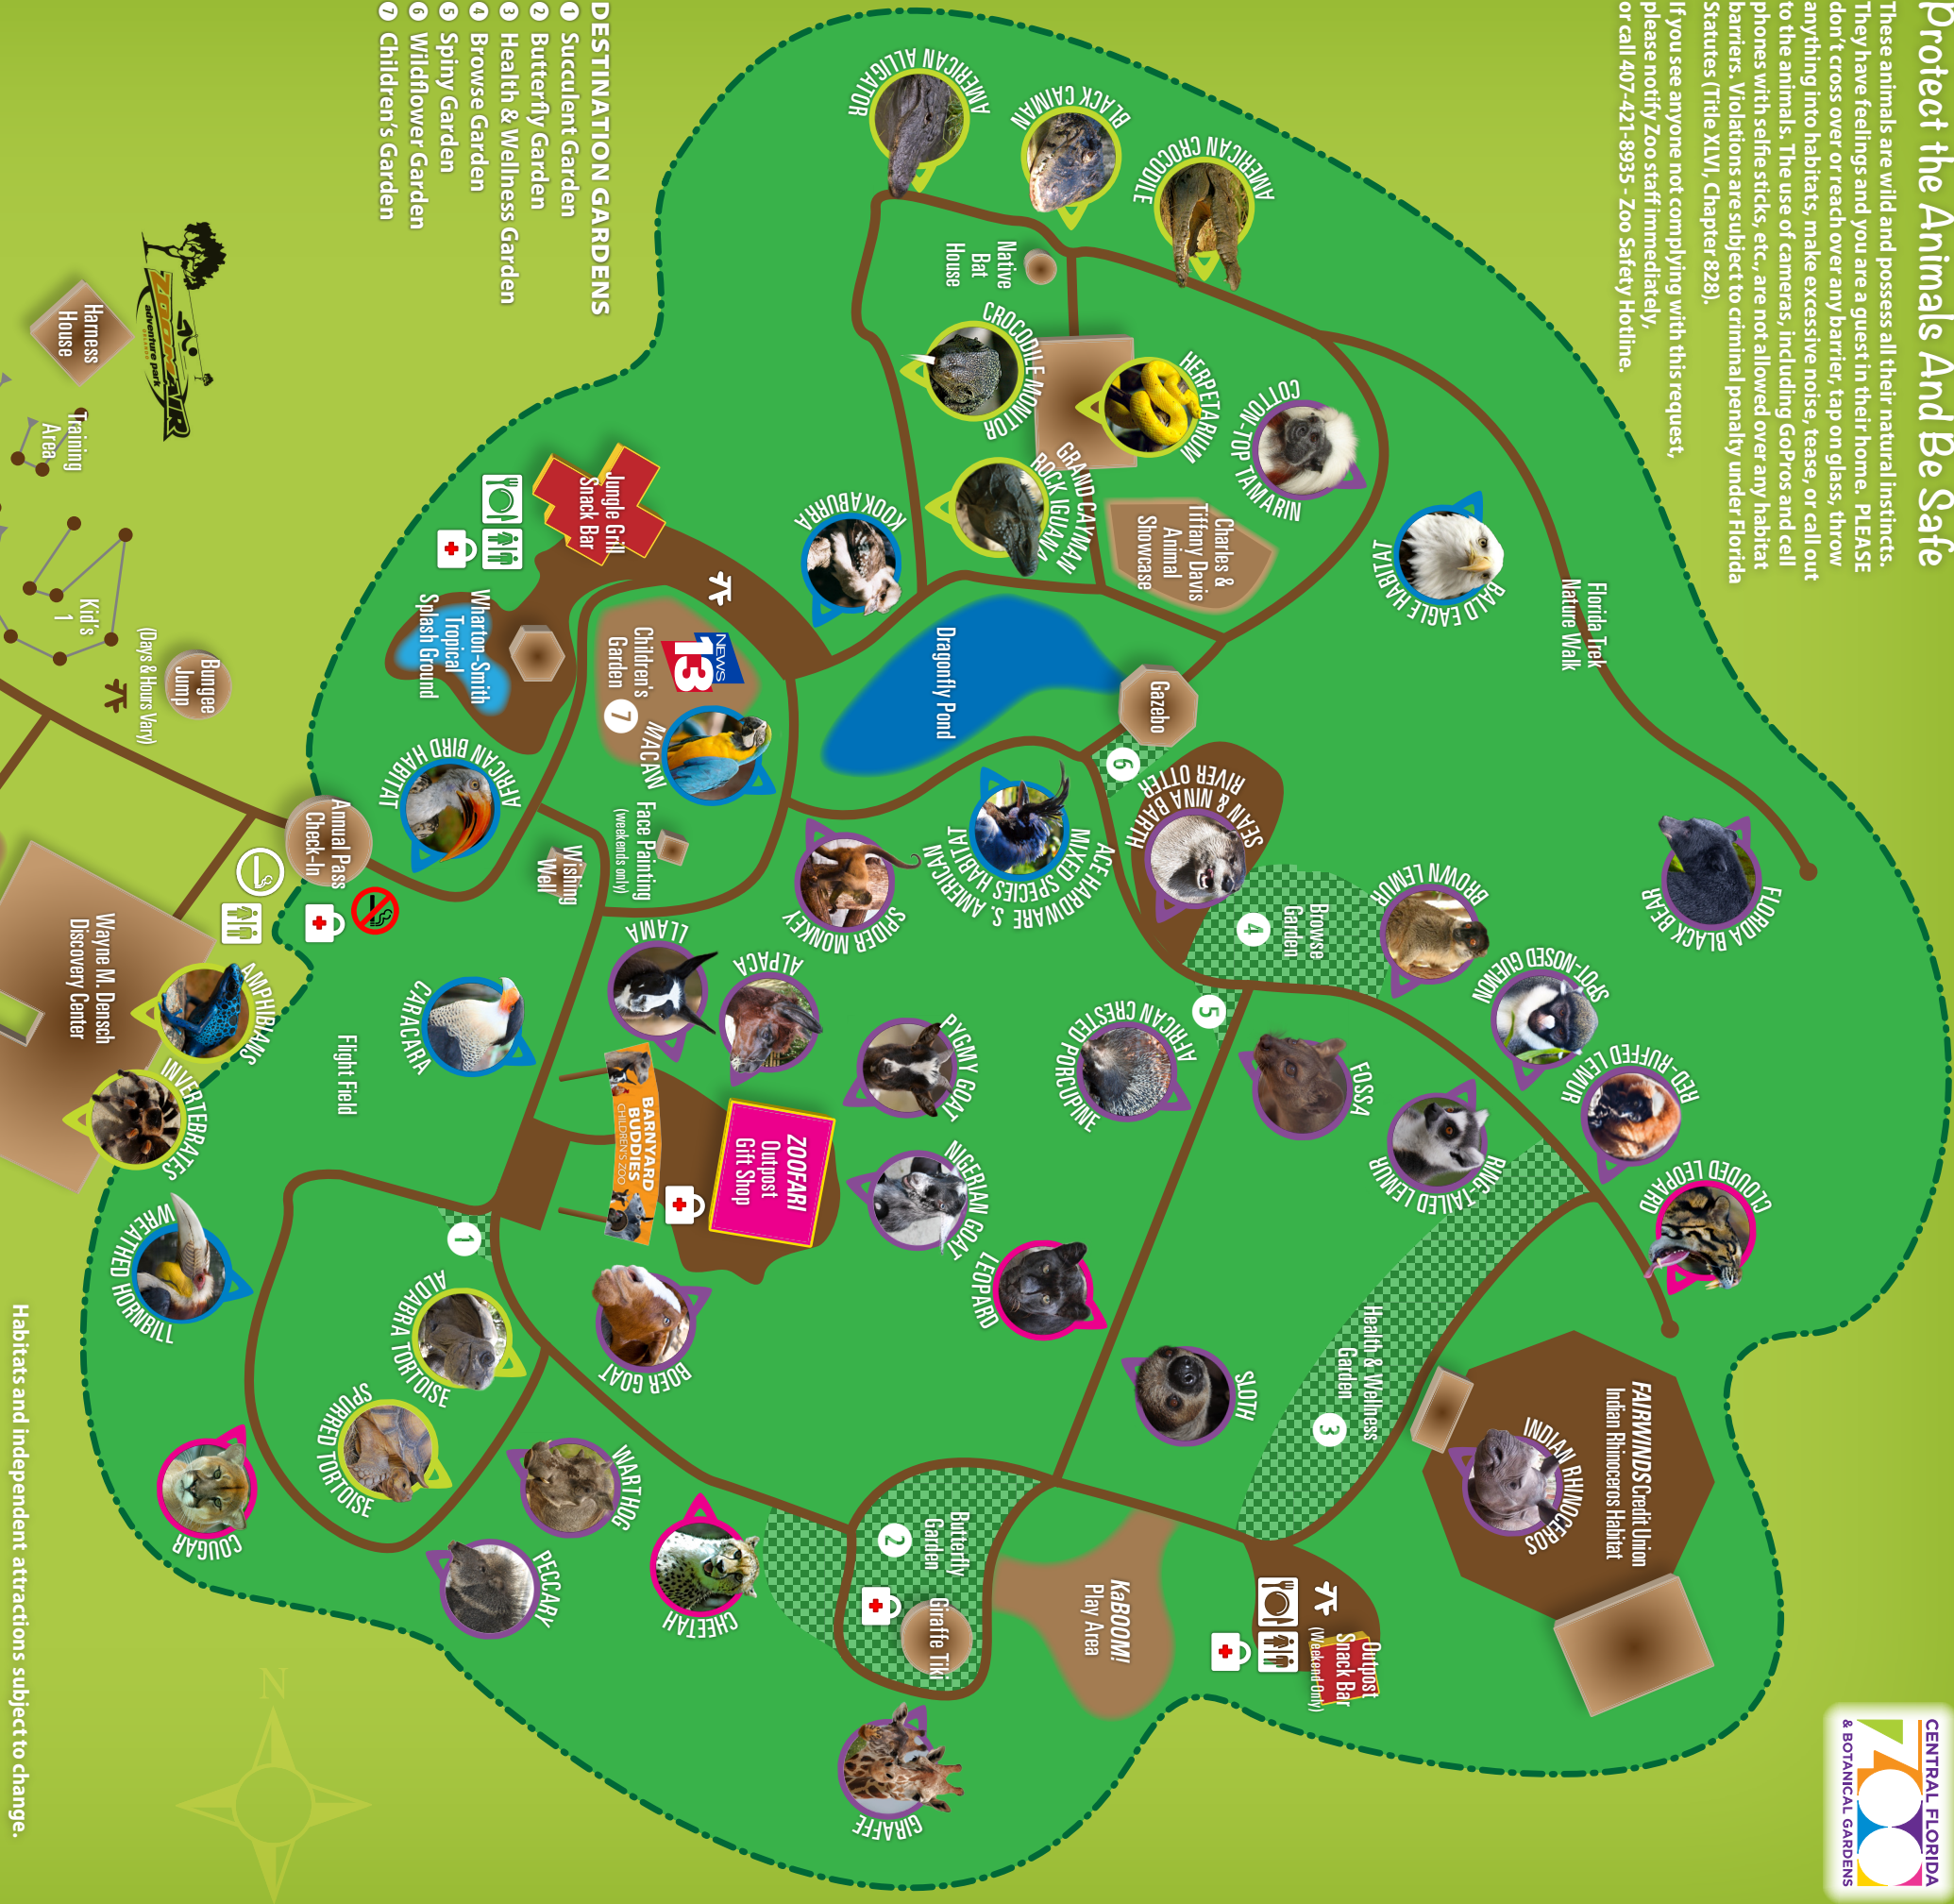 Protect the Animals And Be Safe
These animals are wild and possess all their natural instincts.
They have feelings and you are a guest in their home. PLEASE
don't cross over or reach over any barrier, tap on glass, throw
anything into habitats, make excessive noise, tease, or call out
to the animals. The use of cameras, including GoPros and cell
phones with selfie sticks, etc., are not allowed over any habitat
barriers. Violations are subject to criminal penalty under Florida
Statutes (Title XLVI, Chapter 828).
If you see anyone not complying with this request,
please notify Zoo staff immediately,
or call 407-421-8935 - Zoo Safety Hotline.
CENTRAL FLORIDA
ZOO
& BOTANICAL GARDENS
FLORIDA BLACK BEAR
Florida Trek
Nature Walk
CLOUDED LEOPARD
RED-RUFFED LEMUR
SPOT-NOSED GUENON
BROWN LEMUR
BALD EAGLE HABITAT
FAIRWINDS Credit Union
Indian Rhinoceros Habitat
INDIAN RHINOCEROS
RING-TAILED LEMUR
FOSSA
Health & Wellness
Garden
3
Browse
Garden
4
COTTON-TOP TAMARIN
Charles &
Tiffany Davis
Animal
Showcase
AMERICAN CROCODILE
BLACK CAIMAN
AMERICAN ALLIGATOR
HERPETARIUM
Native
Bat
House
CROCODILE MONITOR
GRAND CAYMAN
ROCK IGUANA
Gazebo
6
SEAN & NINA BARTH
RIVER OTTER
5
AFRICAN CRESTED PORCUPINE
SLOTH
Outpost
Snack Bar
(Weekend Only)
KaBOOM!
Play Area
LEOPARD
ACE HARDWARE S. AMERICAN
MIXED SPECIES HABITAT
Dragonfly Pond
KOOKABURRA
SPIDER MONKEY
PYGMY GOAT
NIGERIAN GOAT
Butterfly
Garden
2
Giraffe Tiki
GIRAFFE
ALPACA
LLAMA
ZOOFARI
Outpost
Gift Shop
BARNYARD
BUDDIES
CHILDREN'S ZOO
BOER GOAT
CHEETAH
WARTHOG
PECCARY
NEWS
13
Children's
Garden
7
MACAW
Face Painting
(weekends only)
Wishing
Well
Jungle Grill
Snack Bar
Wharton-Smith
Tropical
Splash Ground
AFRICAN BIRD HABITAT
CARACARA
1
ALDABRA TORTOISE
SPURRED TORTOISE
Flight Field
Annual Pass
Check-In
COUGAR
WREATHED HORNBILL
AMPHIBIANS
INVERTEBRATES
Wayne M. Densch
Discovery Center
DESTINATION GARDENS
1 Succulent Garden
2 Butterfly Garden
3 Health & Wellness Garden
4 Browse Garden
5 Spiny Garden
6 Wildflower Garden
7 Children's Garden
ZOOMAIR
adventure park
Harness
House
Training
Area
Kid's
1
Bungee
Jump
(Days & Hours Vary)
N
Habitats and independent attractions subject to change.